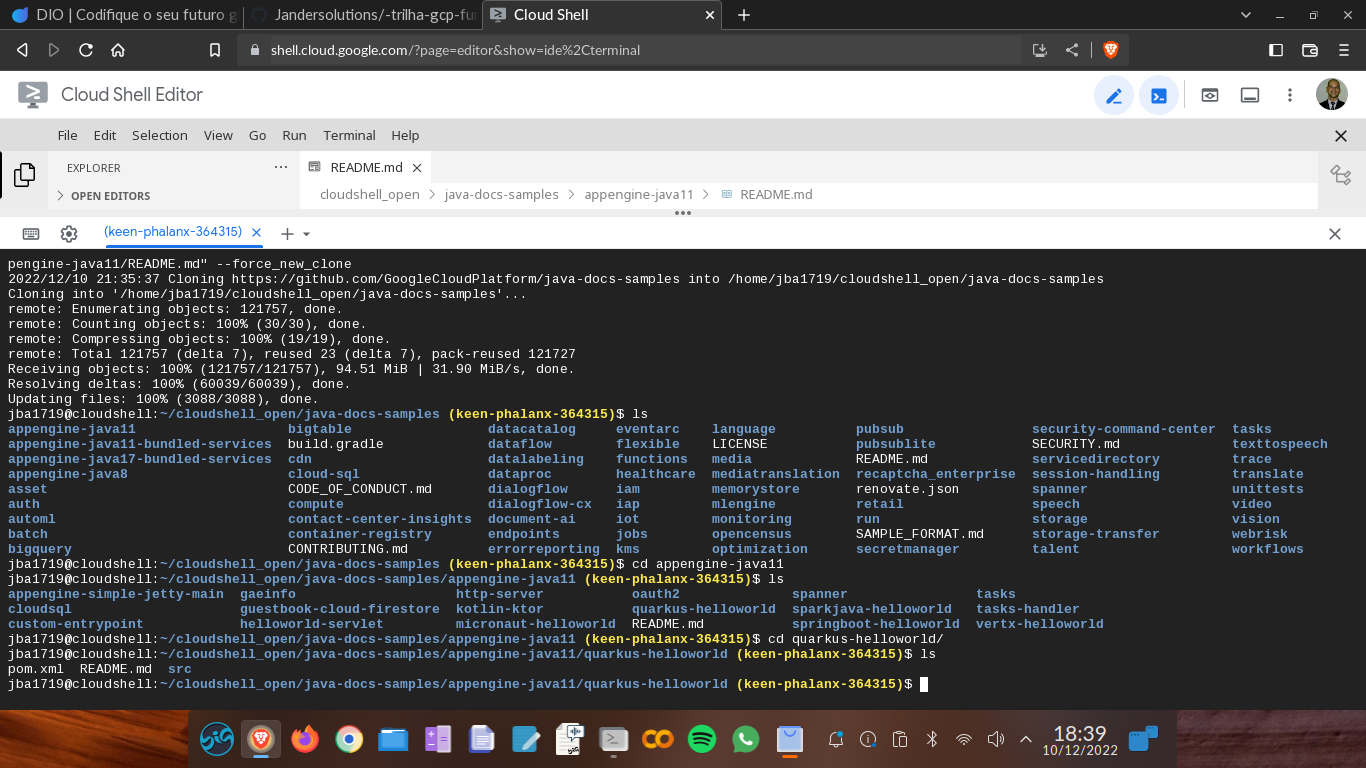 DIO | Codifique o seu futuro g
Jandersolutions/-trilha-gcp-fu
Cloud Shell
shell.cloud.google.com/?page=editor&show=ide%2Cterminal
Cloud Shell Editor
File Edit Selection View Go Run Terminal Help
EXPLORER
README.md
OPEN EDITORS
cloudshell_open > java-docs-samples > appengine-java11 > README.md
(keen-phalanx-364315)
pengine-java11/README.md" --force_new_clone
2022/12/10 21:35:37 Cloning https://github.com/GoogleCloudPlatform/java-docs-samples into /home/jba1719/cloudshell_open/java-docs-samples
Cloning into '/home/jba1719/cloudshell_open/java-docs-samples'...
remote: Enumerating objects: 121757, done.
remote: Counting objects: 100% (30/30), done.
remote: Compressing objects: 100% (19/19), done.
remote: Total 121757 (delta 7), reused 23 (delta 7), pack-reused 121727
Receiving objects: 100% (121757/121757), 94.51 MiB | 31.90 MiB/s, done.
Resolving deltas: 100% (60039/60039), done.
Updating files: 100% (3088/3088), done.
jba1719@cloudshell:~/cloudshell_open/java-docs-samples (keen-phalanx-364315)$ ls
appengine-java11 bigtable datacatalog eventarc language pubsub security-command-center tasks
appengine-java11-bundled-services build.gradle dataflow flexible LICENSE pubsublite SECURITY.md texttospeech
appengine-java17-bundled-services cdn datalabeling functions media README.md servicedirectory trace
appengine-java8 cloud-sql dataproc healthcare mediatranslation recaptcha_enterprise session-handling translate
asset CODE_OF_CONDUCT.md dialogflow iam memorystore renovate.json spanner unittests
auth compute dialogflow-cx iap mlengine retail speech video
automl contact-center-insights document-ai iot monitoring run storage vision
batch container-registry endpoints jobs opencensus SAMPLE_FORMAT.md storage-transfer webrisk
bigquery CONTRIBUTING.md errorreporting kms optimization secretmanager talent workflows
jba1719@cloudshell:~/cloudshell_open/java-docs-samples (keen-phalanx-364315)$ cd appengine-java11
jba1719@cloudshell:~/cloudshell_open/java-docs-samples/appengine-java11 (keen-phalanx-364315)$ ls
appengine-simple-jetty-main gaeinfo http-server oauth2 spanner tasks
cloudsql guestbook-cloud-firestore kotlin-ktor quarkus-helloworld sparkjava-helloworld tasks-handler
custom-entrypoint helloworld-servlet micronaut-helloworld README.md springboot-helloworld vertx-helloworld
jba1719@cloudshell:~/cloudshell_open/java-docs-samples/appengine-java11 (keen-phalanx-364315)$ cd quarkus-helloworld/
jba1719@cloudshell:~/cloudshell_open/java-docs-samples/appengine-java11/quarkus-helloworld (keen-phalanx-364315)$ ls
pom.xml README.md src
jba1719@cloudshell:~/cloudshell_open/java-docs-samples/appengine-java11/quarkus-helloworld (keen-phalanx-364315)$
18:39
10/12/2022